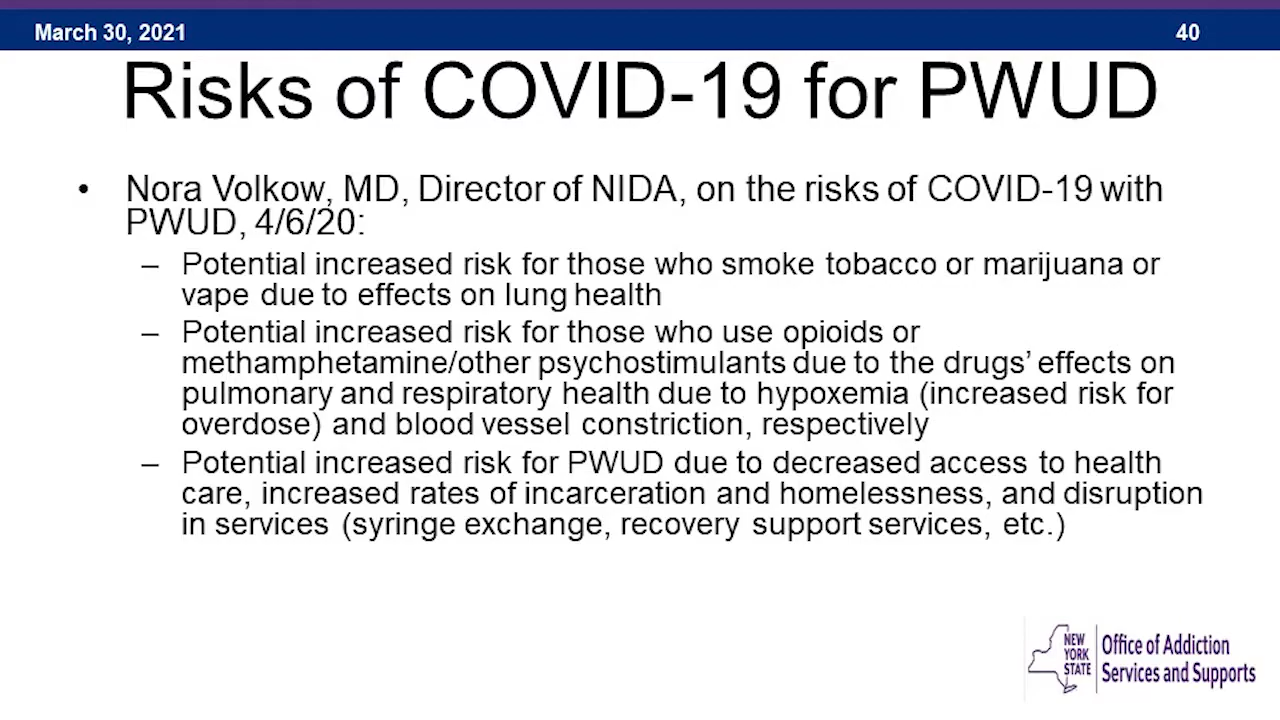 March 30, 2021
40
Risks of COVID-19 for PWUD
• Nora Volkow, MD, Director of NIDA, on the risks of COVID-19 with
PWUD, 4/6/20:
– Potential increased risk for those who smoke tobacco or marijuana or
vape due to effects on lung health
– Potential increased risk for those who use opioids or
methamphetamine/other psychostimulants due to the drugs’ effects on
pulmonary and respiratory health due to hypoxemia (increased risk for
overdose) and blood vessel constriction, respectively
– Potential increased risk for PWUD due to decreased access to health
care, increased rates of incarceration and homelessness, and disruption
in services (syringe exchange, recovery support services, etc.)
NEW
YORK
STATE
Office of Addiction
Services and Supports